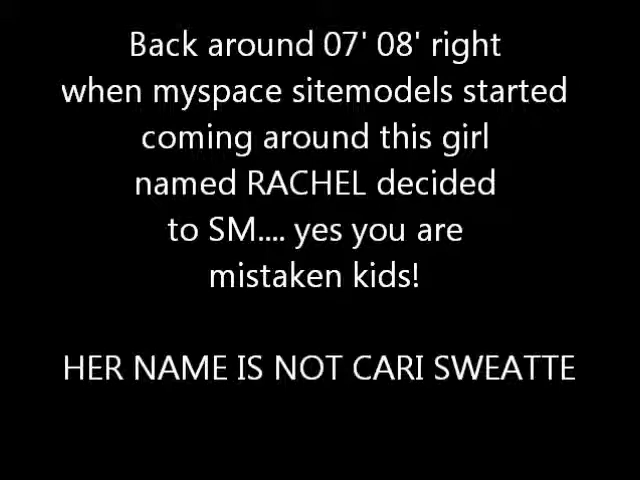 Back around 07' 08' right
when myspace sitemodels started
coming around this girl
named RACHEL decided
to SM.... yes you are
mistaken kids!
HER NAME IS NOT CARI SWEATTE